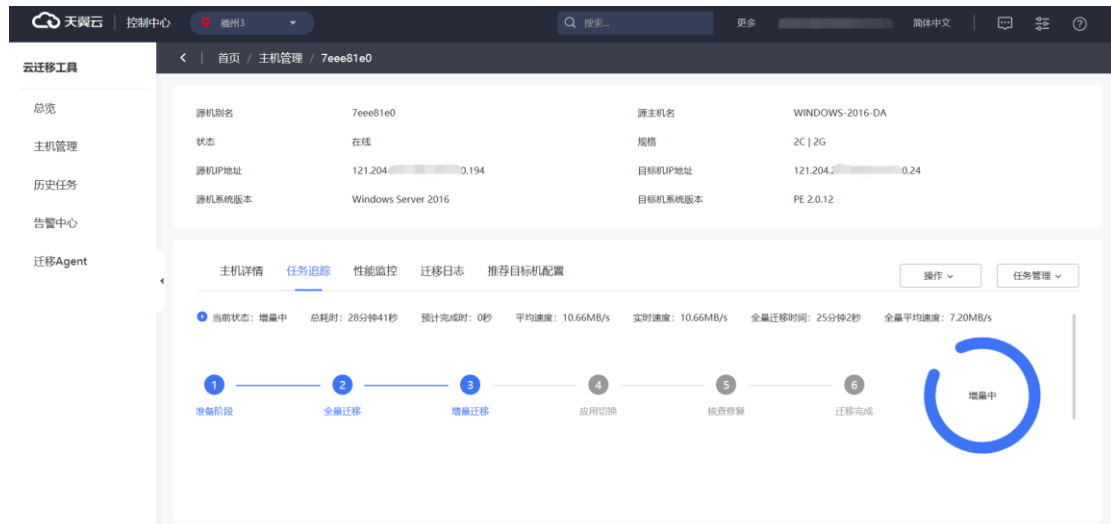 天翼云 控制中心 福州3 搜索... 更多 简体中文
云迁移工具
首页 / 主机管理 / 7eee81e0
总览
主机管理
历史任务
告警中心
迁移Agent
源机别名 7eee81e0 源主机名 WINDOWS-2016-DA
状态 在线 规格 2C | 2G
源机IP地址 121.204. 0.194 目标机IP地址 121.204.2 0.24
源机系统版本 Windows Server 2016 目标机系统版本 PE 2.0.12
主机详情 任务追踪 性能监控 迁移日志 推荐目标机配置 操作 任务管理
当前状态：增量中 总耗时：28分钟41秒 预计完成时：0秒 平均速度：10.66MB/s 实时速度：10.66MB/s 全量迁移时间：25分钟2秒 全量平均速度：7.20MB/s
1 2 3 4 5 6
准备阶段 全量迁移 增量迁移 应用切换 核查修复 迁移完成
增量中